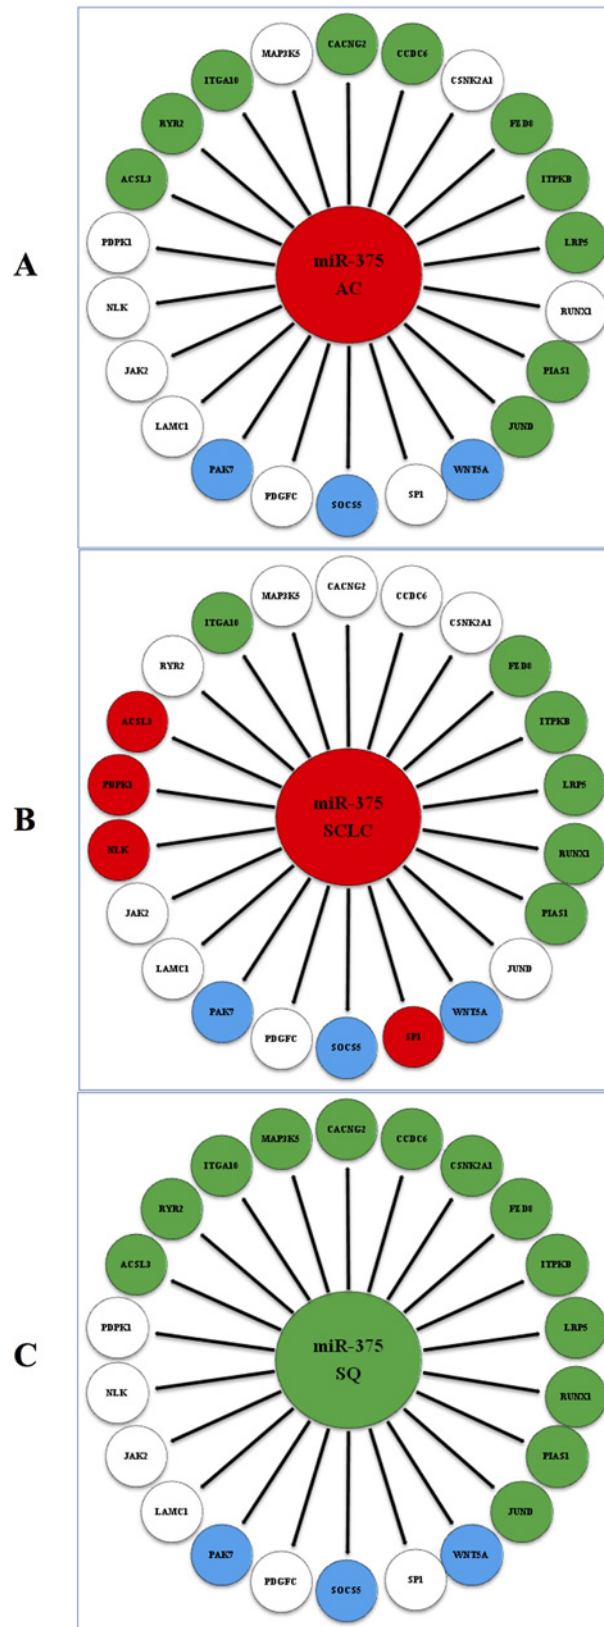 A
MAP3K5
CACNG2
CCDC6
CSNK2A1
ITGA10
FZD8
RYR2
ITPKB
ACSL3
LRP5
PDPK1
miR-375
AC
RUNX1
NLK
PIAS1
JAK2
JUND
LAMC1
WNT5A
PAK7
SP1
PDGFC
SOCS5
B
MAP3K5
CACNG2
CCDC6
CSNK2A1
ITGA10
FZD8
RYR2
ITPKB
ACSL3
LRP5
PDPK1
miR-375
SCLC
RUNX1
NLK
PIAS1
JAK2
JUND
LAMC1
WNT5A
PAK7
SP1
PDGFC
SOCS5
C
MAP3K5
CACNG2
CCDC6
CSNK2A1
ITGA10
FZD8
RYR2
ITPKB
ACSL3
LRP5
PDPK1
miR-375
SQ
RUNX1
NLK
PIAS1
JAK2
JUND
LAMC1
WNT5A
PAK7
SP1
PDGFC
SOCS5